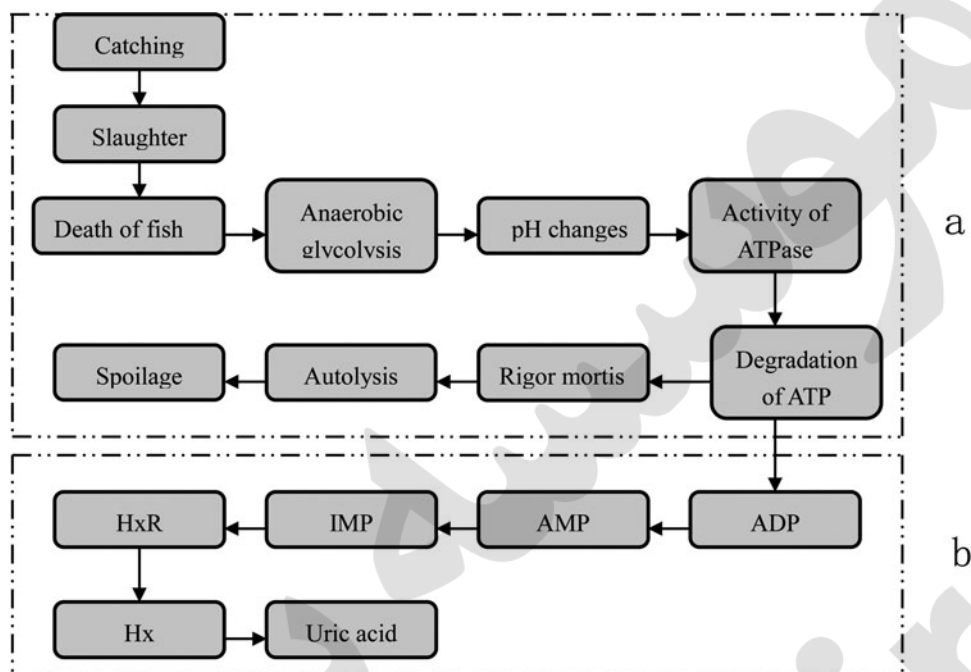 Catching
Slaughter
Death of fish
Anaerobic
glycolysis
pH changes
Activity of
ATPase
a
Spoilage
Autolysis
Rigor mortis
Degradation
of ATP
HxR
IMP
AMP
ADP
b
Hx
Uric acid